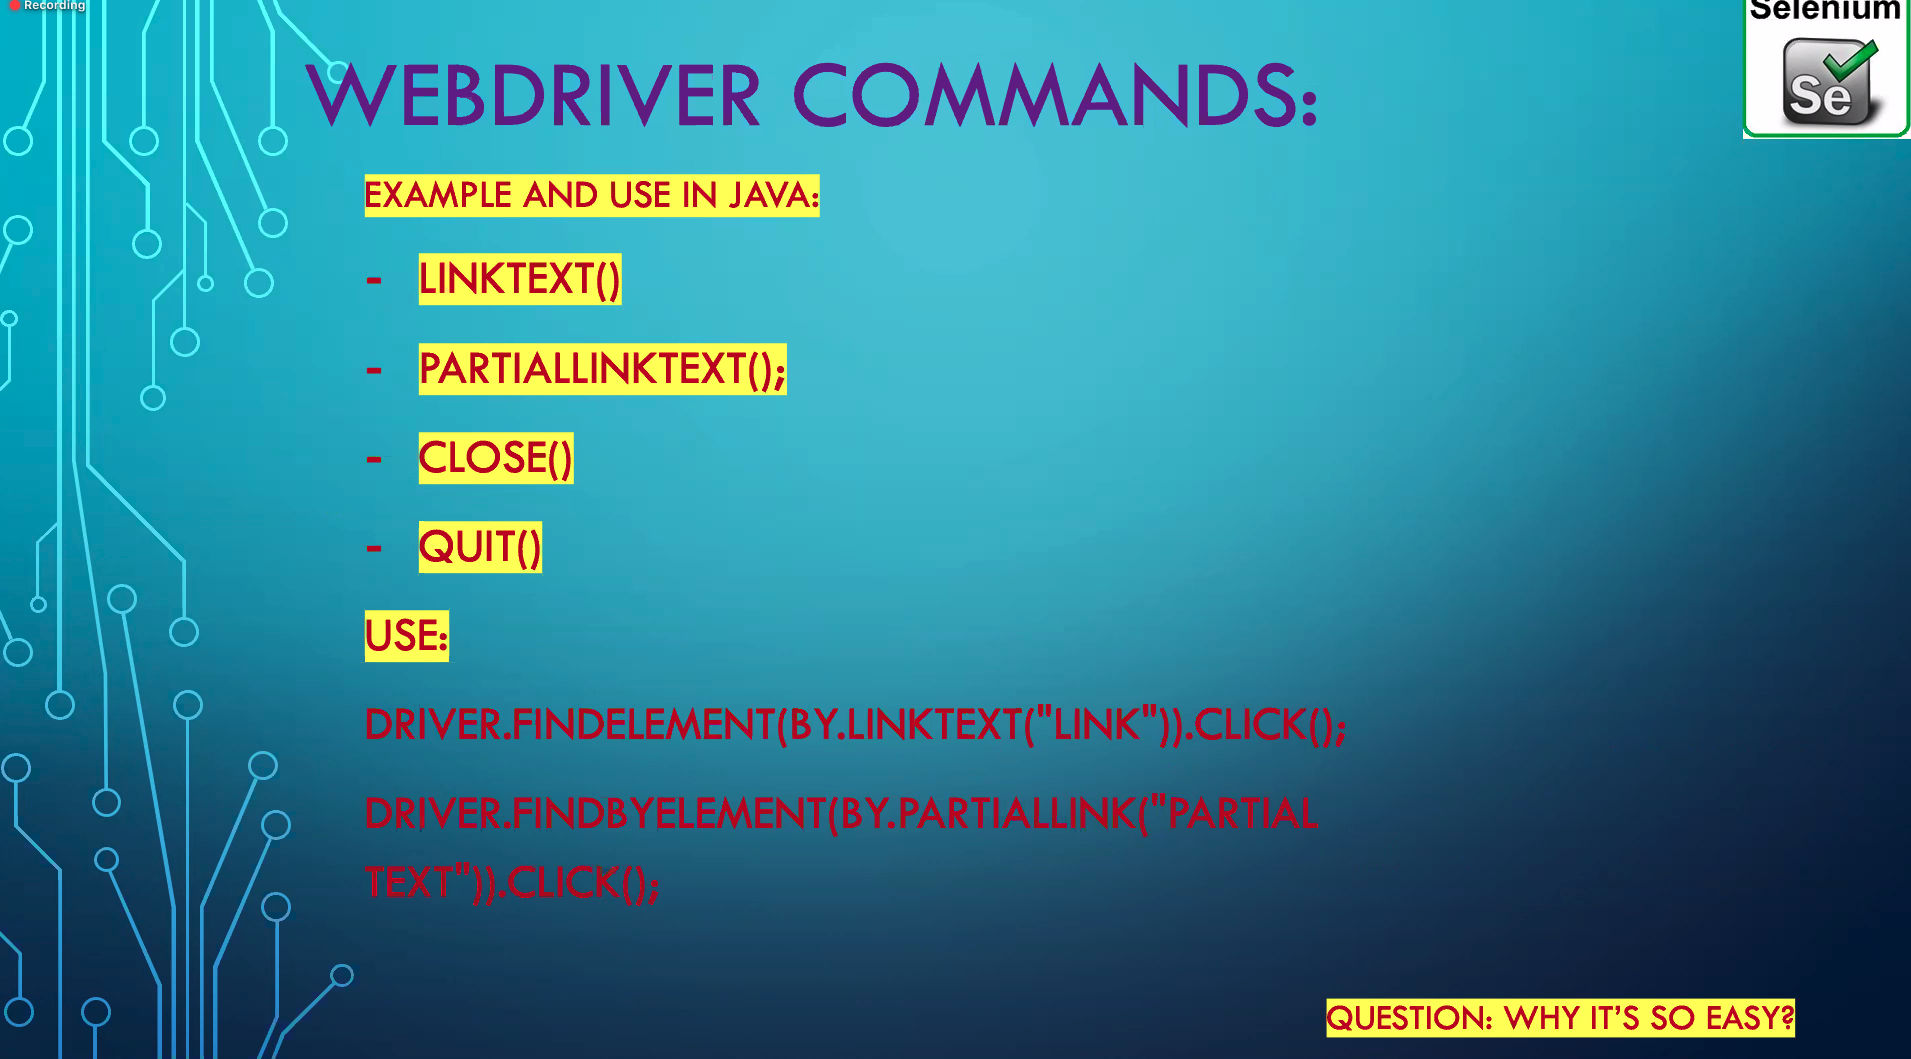 Recording
Selenium
Se
WEBDRIVER COMMANDS:
EXAMPLE AND USE IN JAVA:
- LINKTEXT()
- PARTIALLINKTEXT();
- CLOSE()
- QUIT()
USE:
DRIVER.FINDELEMENT(BY.LINKTEXT("LINK")).CLICK();
DRIVER.FINDBYELEMENT(BY.PARTIALLINK("PARTIAL
TEXT")).CLICK();
QUESTION: WHY IT'S SO EASY?